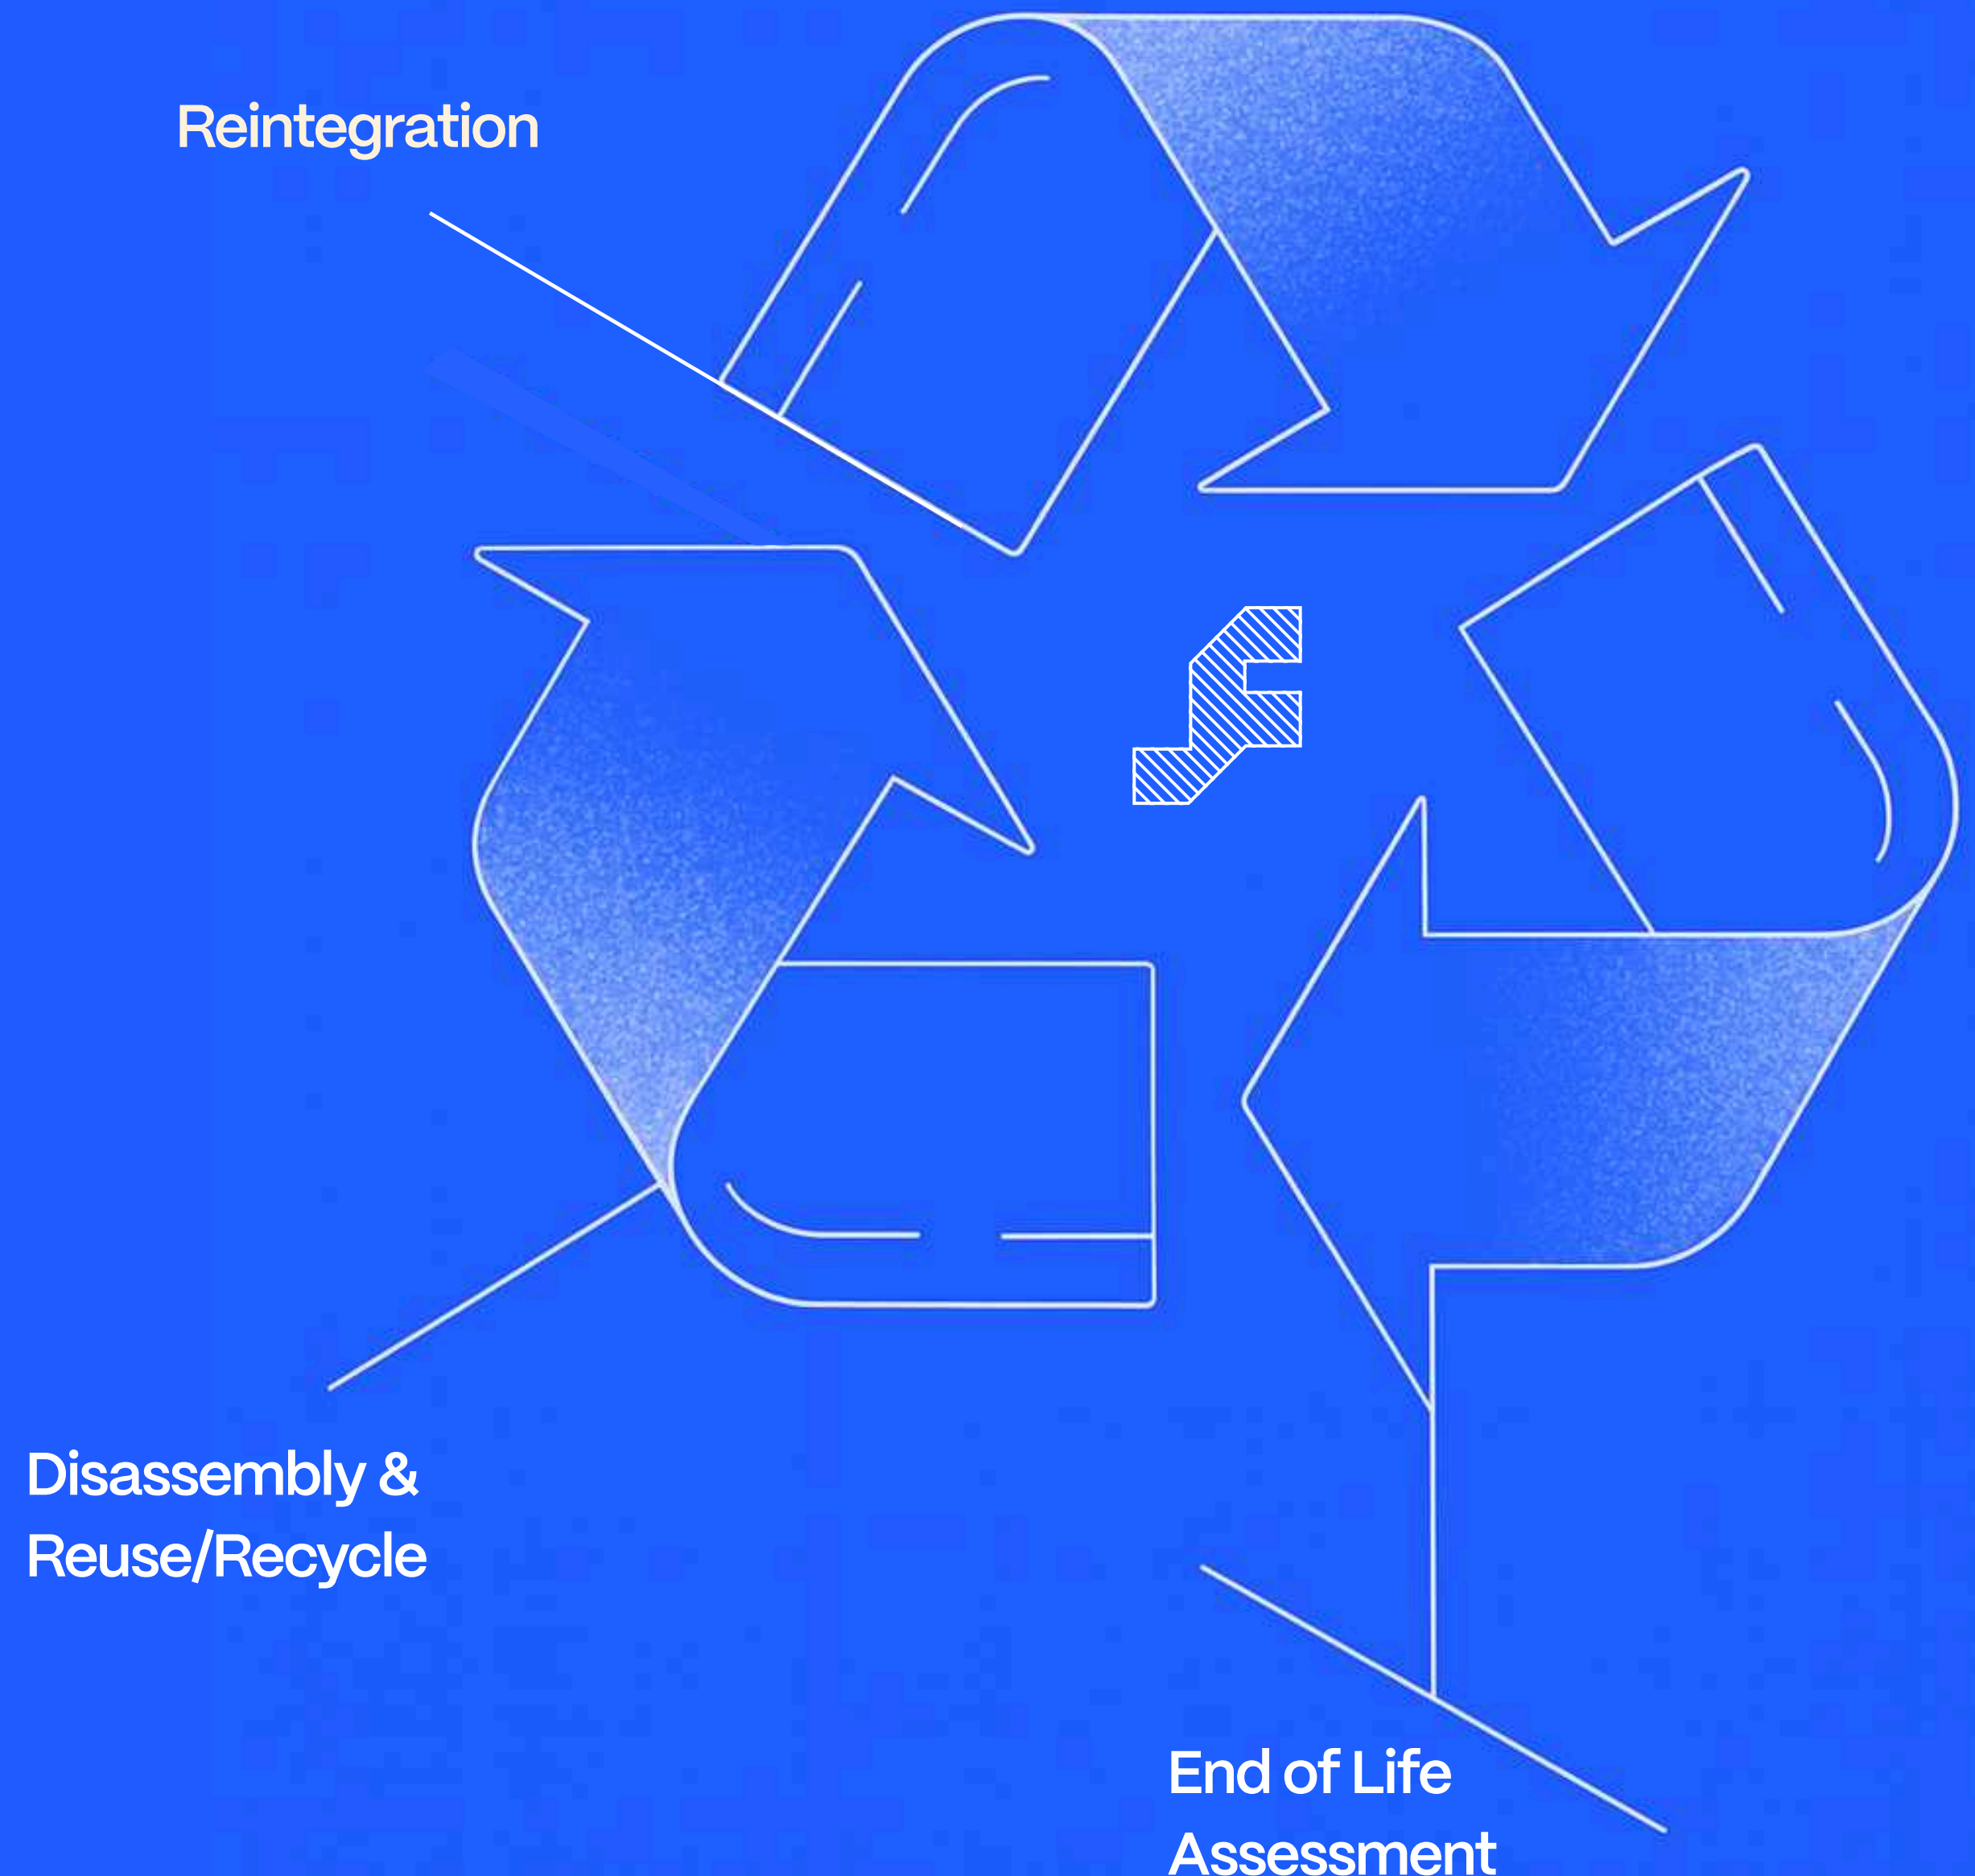 Reintegration
Disassembly &
Reuse/Recycle
End of Life
Assessment